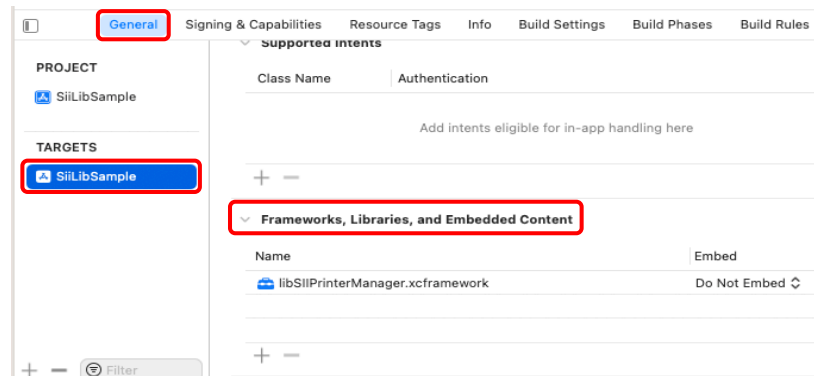 General Signing & Capabilities Resource Tags Info Build Settings Build Phases Build Rules
Supported Intents
PROJECT
Class Name Authentication
SiiLibSample
Add intents eligible for in-app handling here
TARGETS
SiiLibSample
Frameworks, Libraries, and Embedded Content
Name Embed
libSIIPrinterManager.xcframework Do Not Embed
Filter